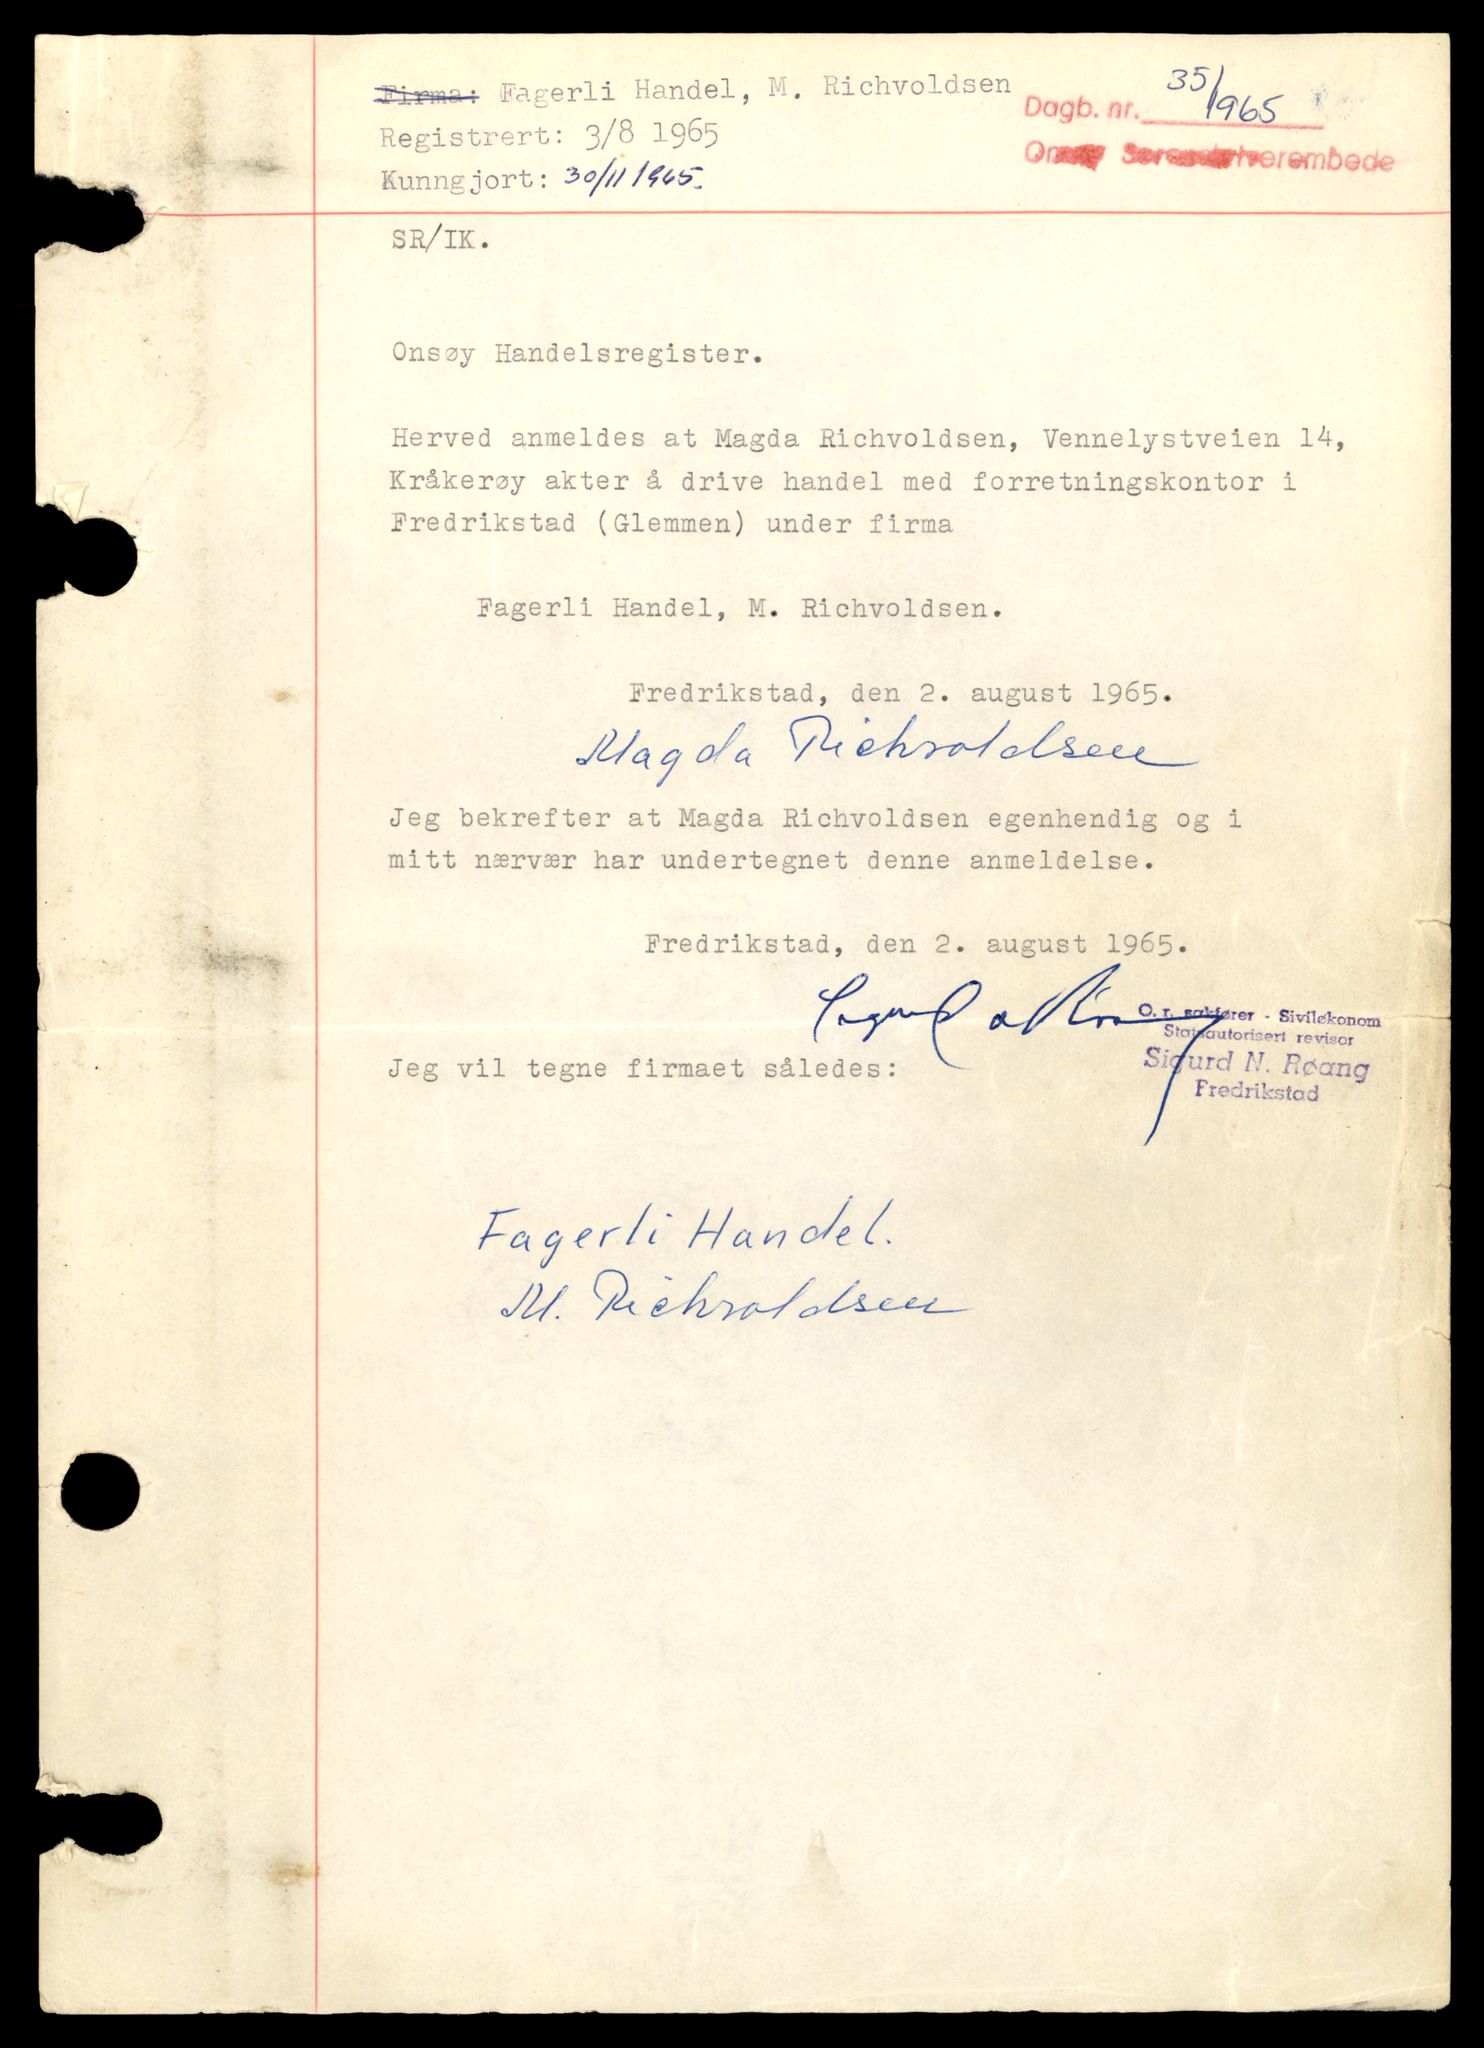 Firma: Fagerli Handel, M. Richvoldsen
Dagb. nr. 35/1965
Registrert: 3/8 1965
Kunngjort: 30/11 1965.
SR/IK.
Onsøy Handelsregister.
Herved anmeldes at Magda Richvoldsen, Vennelystveien 14,
Kråkerøy akter å drive handel med forretningskontor i
Fredrikstad (Glemmen) under firma
Fagerli Handel, M. Richvoldsen.
Fredrikstad, den 2. august 1965.
Magda Richvoldsen
Jeg bekrefter at Magda Richvoldsen egenhendig og i
mitt nærvær har undertegnet denne anmeldelse.
Fredrikstad, den 2. august 1965.
O.r. sakfører - Siviløkonom
Statsautorisert revisor
Sigurd N. Røang
Fredrikstad
Jeg vil tegne firmaet således:
Fagerli Handel.
M. Richvoldsen